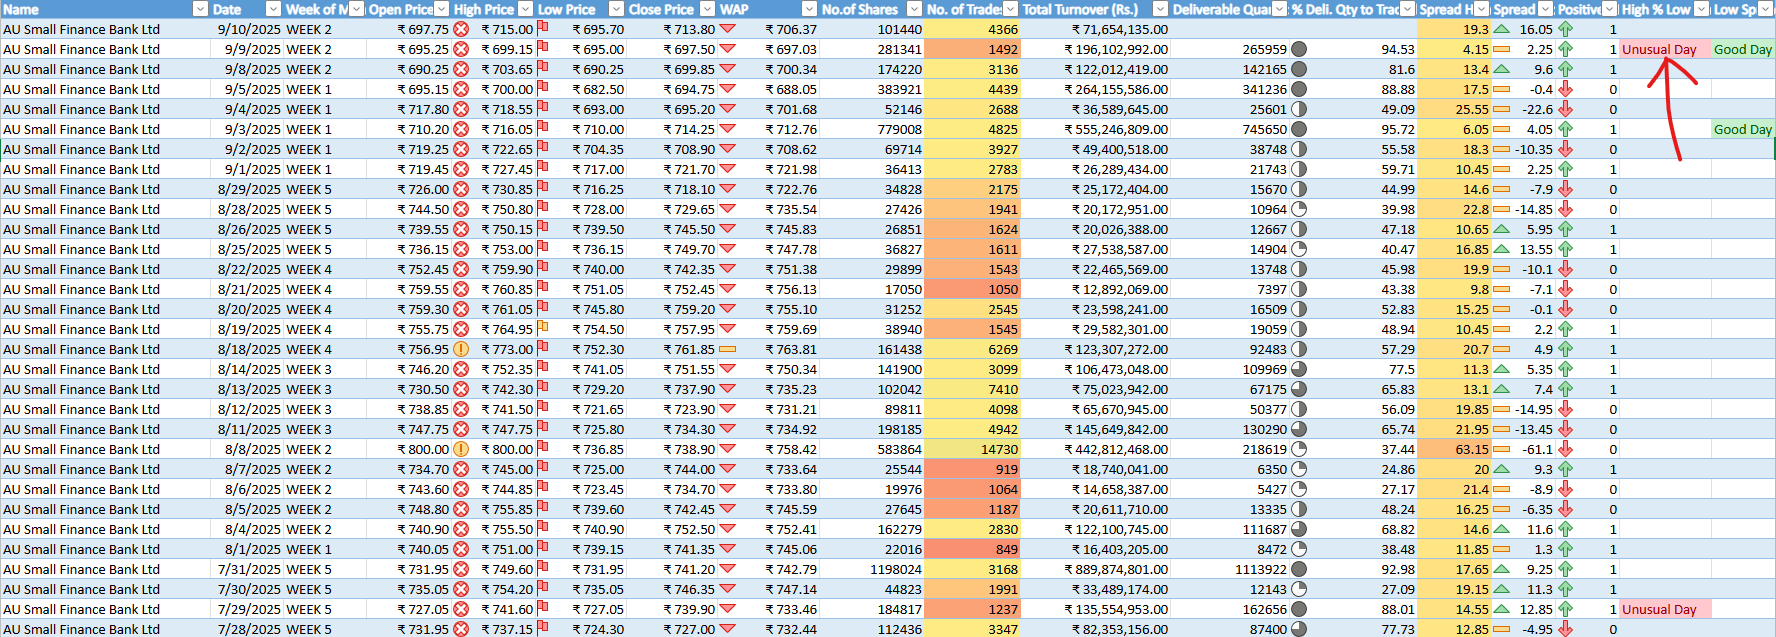 Name Date Week of M Open Price High Price Low Price Close Price WAP No.of Shares No. of Trade Total Turnover (Rs.) Deliverable Quan % Deli. Qty to Trac Spread H Spread Positive High % Low Low Sp
AU Small Finance Bank Ltd 9/10/2025 WEEK 2 ₹ 697.75 ₹ 715.00 ₹ 695.70 ₹ 713.80 ₹ 706.37 101440 4366 ₹ 71,654,135.00 19.3 16.05 1
AU Small Finance Bank Ltd 9/9/2025 WEEK 2 ₹ 695.25 ₹ 699.15 ₹ 695.00 ₹ 697.50 ₹ 697.03 281341 1492 ₹ 196,102,992.00 265959 94.53 4.15 2.25 1 Unusual Day Good Day
AU Small Finance Bank Ltd 9/8/2025 WEEK 2 ₹ 690.25 ₹ 703.65 ₹ 690.25 ₹ 699.85 ₹ 700.34 174220 3136 ₹ 122,012,419.00 142165 81.6 13.4 9.6 1
AU Small Finance Bank Ltd 9/5/2025 WEEK 1 ₹ 695.15 ₹ 700.00 ₹ 682.50 ₹ 694.75 ₹ 688.05 383921 4439 ₹ 264,155,586.00 341236 88.88 17.5 -0.4 0
AU Small Finance Bank Ltd 9/4/2025 WEEK 1 ₹ 717.80 ₹ 718.55 ₹ 693.00 ₹ 695.20 ₹ 701.68 52146 2688 ₹ 36,589,645.00 25601 49.09 25.55 -22.6 0
AU Small Finance Bank Ltd 9/3/2025 WEEK 1 ₹ 710.20 ₹ 716.05 ₹ 710.00 ₹ 714.25 ₹ 712.76 779008 4825 ₹ 555,246,809.00 745650 95.72 6.05 4.05 1 Good Day
AU Small Finance Bank Ltd 9/2/2025 WEEK 1 ₹ 719.25 ₹ 722.65 ₹ 704.35 ₹ 708.90 ₹ 708.62 69714 3927 ₹ 49,400,518.00 38748 55.58 18.3 -10.35 0
AU Small Finance Bank Ltd 9/1/2025 WEEK 1 ₹ 719.45 ₹ 727.45 ₹ 717.00 ₹ 721.70 ₹ 721.98 36413 2783 ₹ 26,289,434.00 21743 59.71 10.45 2.25 1
AU Small Finance Bank Ltd 8/29/2025 WEEK 5 ₹ 726.00 ₹ 730.85 ₹ 716.25 ₹ 718.10 ₹ 722.76 34828 2175 ₹ 25,172,404.00 15670 44.99 14.6 -7.9 0
AU Small Finance Bank Ltd 8/28/2025 WEEK 5 ₹ 744.50 ₹ 750.80 ₹ 728.00 ₹ 729.65 ₹ 735.54 27426 1941 ₹ 20,172,951.00 10964 39.98 22.8 -14.85 0
AU Small Finance Bank Ltd 8/26/2025 WEEK 5 ₹ 739.55 ₹ 750.15 ₹ 739.50 ₹ 745.50 ₹ 745.83 26851 1624 ₹ 20,026,388.00 12667 47.18 10.65 5.95 1
AU Small Finance Bank Ltd 8/25/2025 WEEK 5 ₹ 736.15 ₹ 753.00 ₹ 736.15 ₹ 749.70 ₹ 747.78 36827 1611 ₹ 27,538,587.00 14904 40.47 16.85 13.55 1
AU Small Finance Bank Ltd 8/22/2025 WEEK 4 ₹ 752.45 ₹ 759.90 ₹ 740.00 ₹ 742.35 ₹ 751.38 29899 1543 ₹ 22,465,569.00 13748 45.98 19.9 -10.1 0
AU Small Finance Bank Ltd 8/21/2025 WEEK 4 ₹ 759.55 ₹ 760.85 ₹ 751.05 ₹ 752.45 ₹ 756.13 17050 1050 ₹ 12,892,069.00 7397 43.38 9.8 -7.1 0
AU Small Finance Bank Ltd 8/20/2025 WEEK 4 ₹ 759.30 ₹ 761.05 ₹ 745.80 ₹ 759.20 ₹ 755.10 31252 2545 ₹ 23,598,241.00 16509 52.83 15.25 -0.1 0
AU Small Finance Bank Ltd 8/19/2025 WEEK 4 ₹ 755.75 ₹ 764.95 ₹ 754.50 ₹ 757.95 ₹ 759.69 38940 1545 ₹ 29,582,301.00 19059 48.94 10.45 2.2 1
AU Small Finance Bank Ltd 8/18/2025 WEEK 4 ₹ 756.95 ₹ 773.00 ₹ 752.30 ₹ 761.85 ₹ 763.81 161438 6269 ₹ 123,307,272.00 92483 57.29 20.7 4.9 1
AU Small Finance Bank Ltd 8/14/2025 WEEK 3 ₹ 746.20 ₹ 752.35 ₹ 741.05 ₹ 751.55 ₹ 750.34 141900 3099 ₹ 106,473,048.00 109969 77.5 11.3 5.35 1
AU Small Finance Bank Ltd 8/13/2025 WEEK 3 ₹ 730.50 ₹ 742.30 ₹ 729.20 ₹ 737.90 ₹ 735.23 102042 7410 ₹ 75,023,942.00 67175 65.83 13.1 7.4 1
AU Small Finance Bank Ltd 8/12/2025 WEEK 3 ₹ 738.85 ₹ 741.50 ₹ 721.65 ₹ 723.90 ₹ 731.21 89811 4098 ₹ 65,670,945.00 50377 56.09 19.85 -14.95 0
AU Small Finance Bank Ltd 8/11/2025 WEEK 3 ₹ 747.75 ₹ 747.75 ₹ 725.80 ₹ 734.30 ₹ 734.92 198185 4942 ₹ 145,649,842.00 130290 65.74 21.95 -13.45 0
AU Small Finance Bank Ltd 8/8/2025 WEEK 2 ₹ 800.00 ₹ 800.00 ₹ 736.85 ₹ 738.90 ₹ 758.42 583864 14730 ₹ 442,812,468.00 218619 37.44 63.15 -61.1 0
AU Small Finance Bank Ltd 8/7/2025 WEEK 2 ₹ 734.70 ₹ 745.00 ₹ 725.00 ₹ 744.00 ₹ 733.64 25544 919 ₹ 18,740,041.00 6350 24.86 20 9.3 1
AU Small Finance Bank Ltd 8/6/2025 WEEK 2 ₹ 743.60 ₹ 744.85 ₹ 723.45 ₹ 734.70 ₹ 733.80 19976 1064 ₹ 14,658,387.00 5427 27.17 21.4 -8.9 0
AU Small Finance Bank Ltd 8/5/2025 WEEK 2 ₹ 748.80 ₹ 755.85 ₹ 739.60 ₹ 742.45 ₹ 745.59 27645 1187 ₹ 20,611,710.00 13335 48.24 16.25 -6.35 0
AU Small Finance Bank Ltd 8/4/2025 WEEK 2 ₹ 740.90 ₹ 755.50 ₹ 740.90 ₹ 752.50 ₹ 752.41 162279 2830 ₹ 122,100,745.00 111687 68.82 14.6 11.6 1
AU Small Finance Bank Ltd 8/1/2025 WEEK 1 ₹ 740.05 ₹ 751.00 ₹ 739.15 ₹ 741.35 ₹ 745.06 22016 849 ₹ 16,403,205.00 8472 38.48 11.85 1.3 1
AU Small Finance Bank Ltd 7/31/2025 WEEK 5 ₹ 731.95 ₹ 749.60 ₹ 731.95 ₹ 741.20 ₹ 742.79 1198024 3168 ₹ 889,874,801.00 1113922 92.98 17.65 9.25 1
AU Small Finance Bank Ltd 7/30/2025 WEEK 5 ₹ 735.05 ₹ 754.20 ₹ 735.05 ₹ 746.35 ₹ 747.14 44823 1991 ₹ 33,489,174.00 12143 27.09 19.15 11.3 1
AU Small Finance Bank Ltd 7/29/2025 WEEK 5 ₹ 727.05 ₹ 741.60 ₹ 727.05 ₹ 739.90 ₹ 733.46 184817 1237 ₹ 135,554,953.00 162656 88.01 14.55 12.85 1 Unusual Day
AU Small Finance Bank Ltd 7/28/2025 WEEK 5 ₹ 731.95 ₹ 737.15 ₹ 724.30 ₹ 727.00 ₹ 732.44 112436 3347 ₹ 82,353,156.00 87400 77.73 12.85 -4.95 0